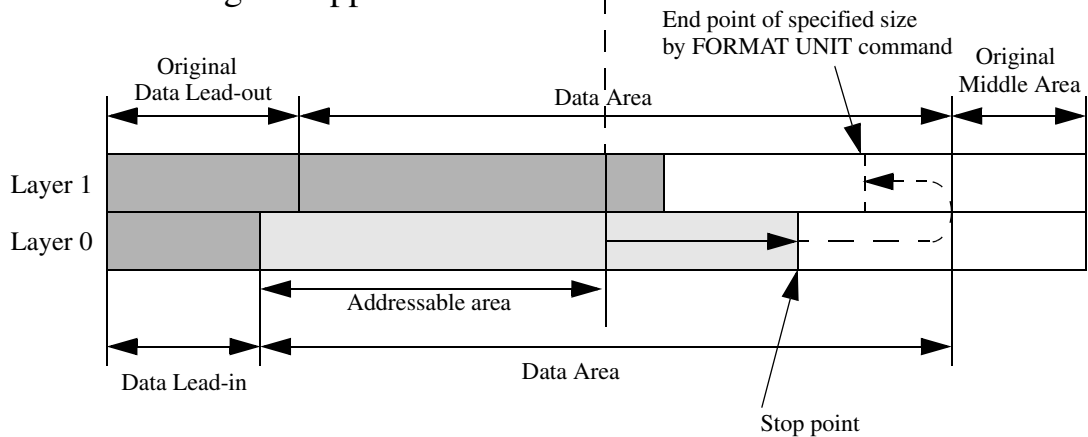 End point of specified size
by FORMAT UNIT command
Original
Data Lead-out
Data Area
Original
Middle Area
Layer 1
Layer 0
Addressable area
Data Lead-in
Data Area
Stop point